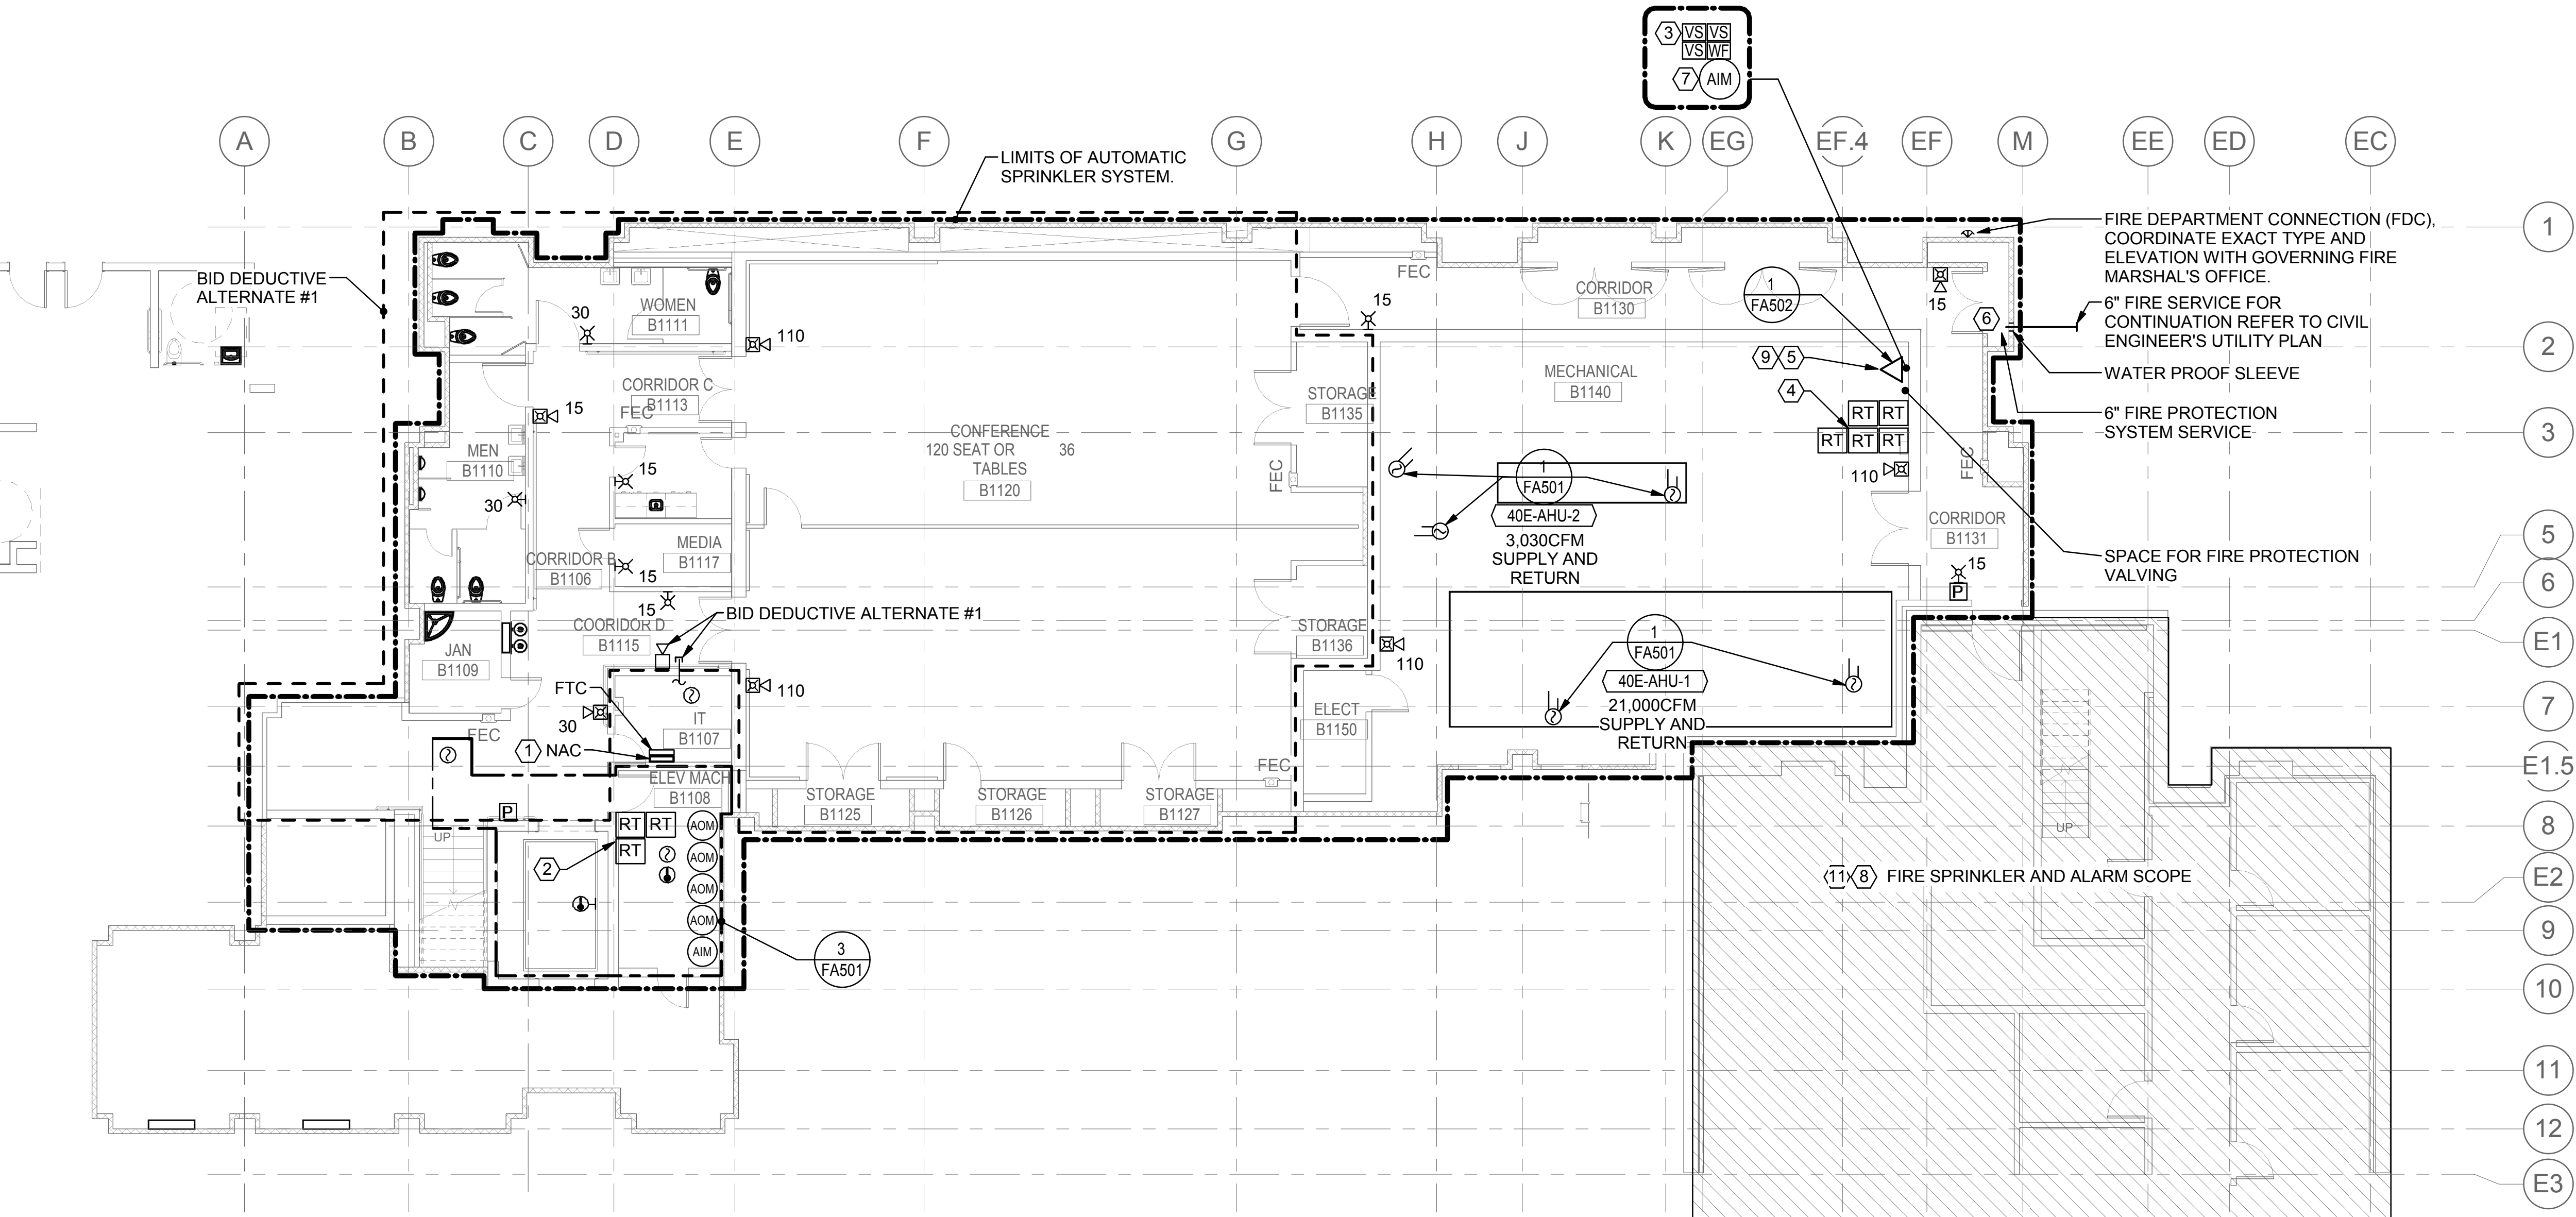 3 VS VS
VS WF
7 AIM
A B C D E F G H J K EG EF.4 EF M EE ED EC
LIMITS OF AUTOMATIC
SPRINKLER SYSTEM.
BID DEDUCTIVE
ALTERNATE #1
FIRE DEPARTMENT CONNECTION (FDC),
COORDINATE EXACT TYPE AND
ELEVATION WITH GOVERNING FIRE
MARSHAL'S OFFICE.
6" FIRE SERVICE FOR
CONTINUATION REFER TO CIVIL
ENGINEER'S UTILITY PLAN
WATER PROOF SLEEVE
6" FIRE PROTECTION
SYSTEM SERVICE
SPACE FOR FIRE PROTECTION
VALVING
1
2
3
5
6
E1
7
E1.5
8
E2
9
10
11
12
E3
WOMEN
B1111
30
110
CORRIDOR C
B1113
FEC
15
MEN
B1110
30
15
CORRIDOR B
B1106
MEDIA
B1117
15
15
COORIDOR D
B1115
BID DEDUCTIVE ALTERNATE #1
JAN
B1109
FTC
30
1 NAC
IT
B1107
110
FEC
ELEV MACH
B1108
P
UP
RT RT
RT
2
AOM
AOM
AOM
AOM
AIM
3
FA501
CONFERENCE
120 SEAT OR 36
TABLES
B1120
STORAGE
B1125
STORAGE
B1126
STORAGE
B1127
FEC
STORAGE
B1135
FEC
STORAGE
B1136
110
ELECT
B1150
FEC
15
CORRIDOR
B1130
1
FA502
15
6
MECHANICAL
B1140
9 5
4
RT RT
RT RT RT
110
FEC
1
FA501
40E-AHU-2
3,030CFM
SUPPLY AND
RETURN
CORRIDOR
B1131
15
P
1
FA501
40E-AHU-1
21,000CFM
SUPPLY AND
RETURN
UP
11 8 FIRE SPRINKLER AND ALARM SCOPE